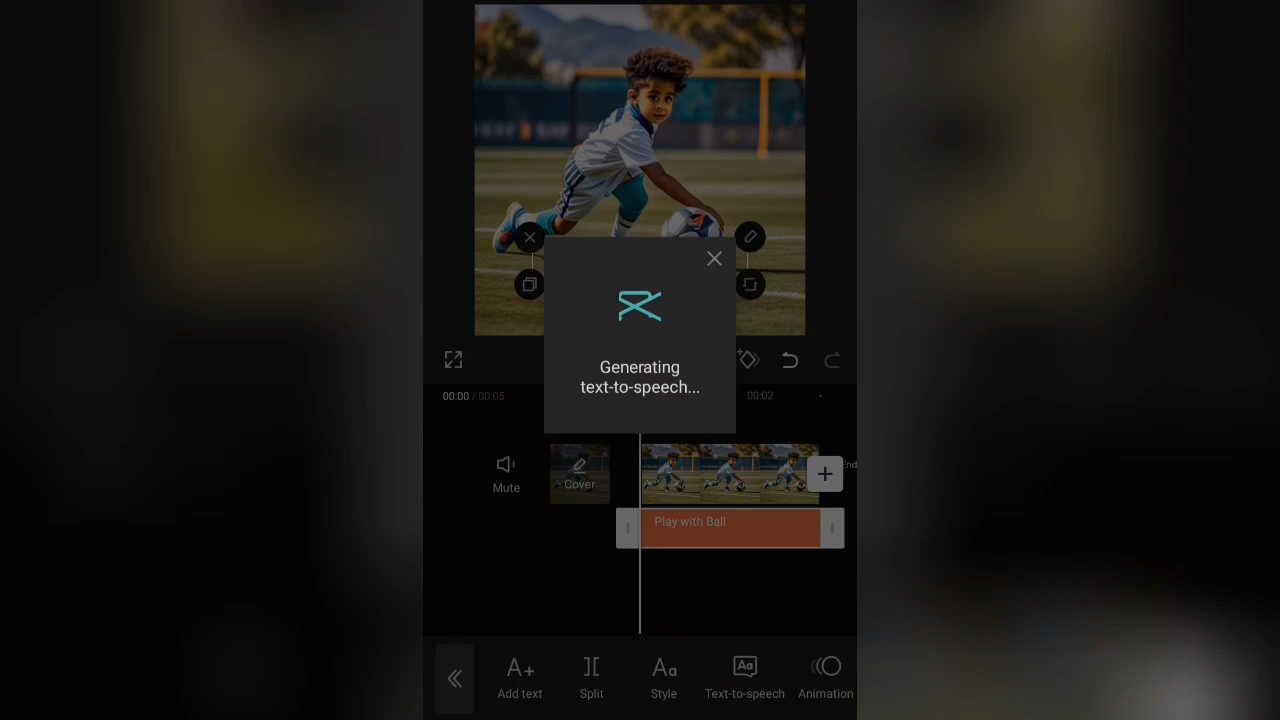 Generating
text-to-speech...
00:00 / 00:05
00:02
Mute
Cover
End
Play with Ball
Add text
Split
Style
Text-to-speech
Animation